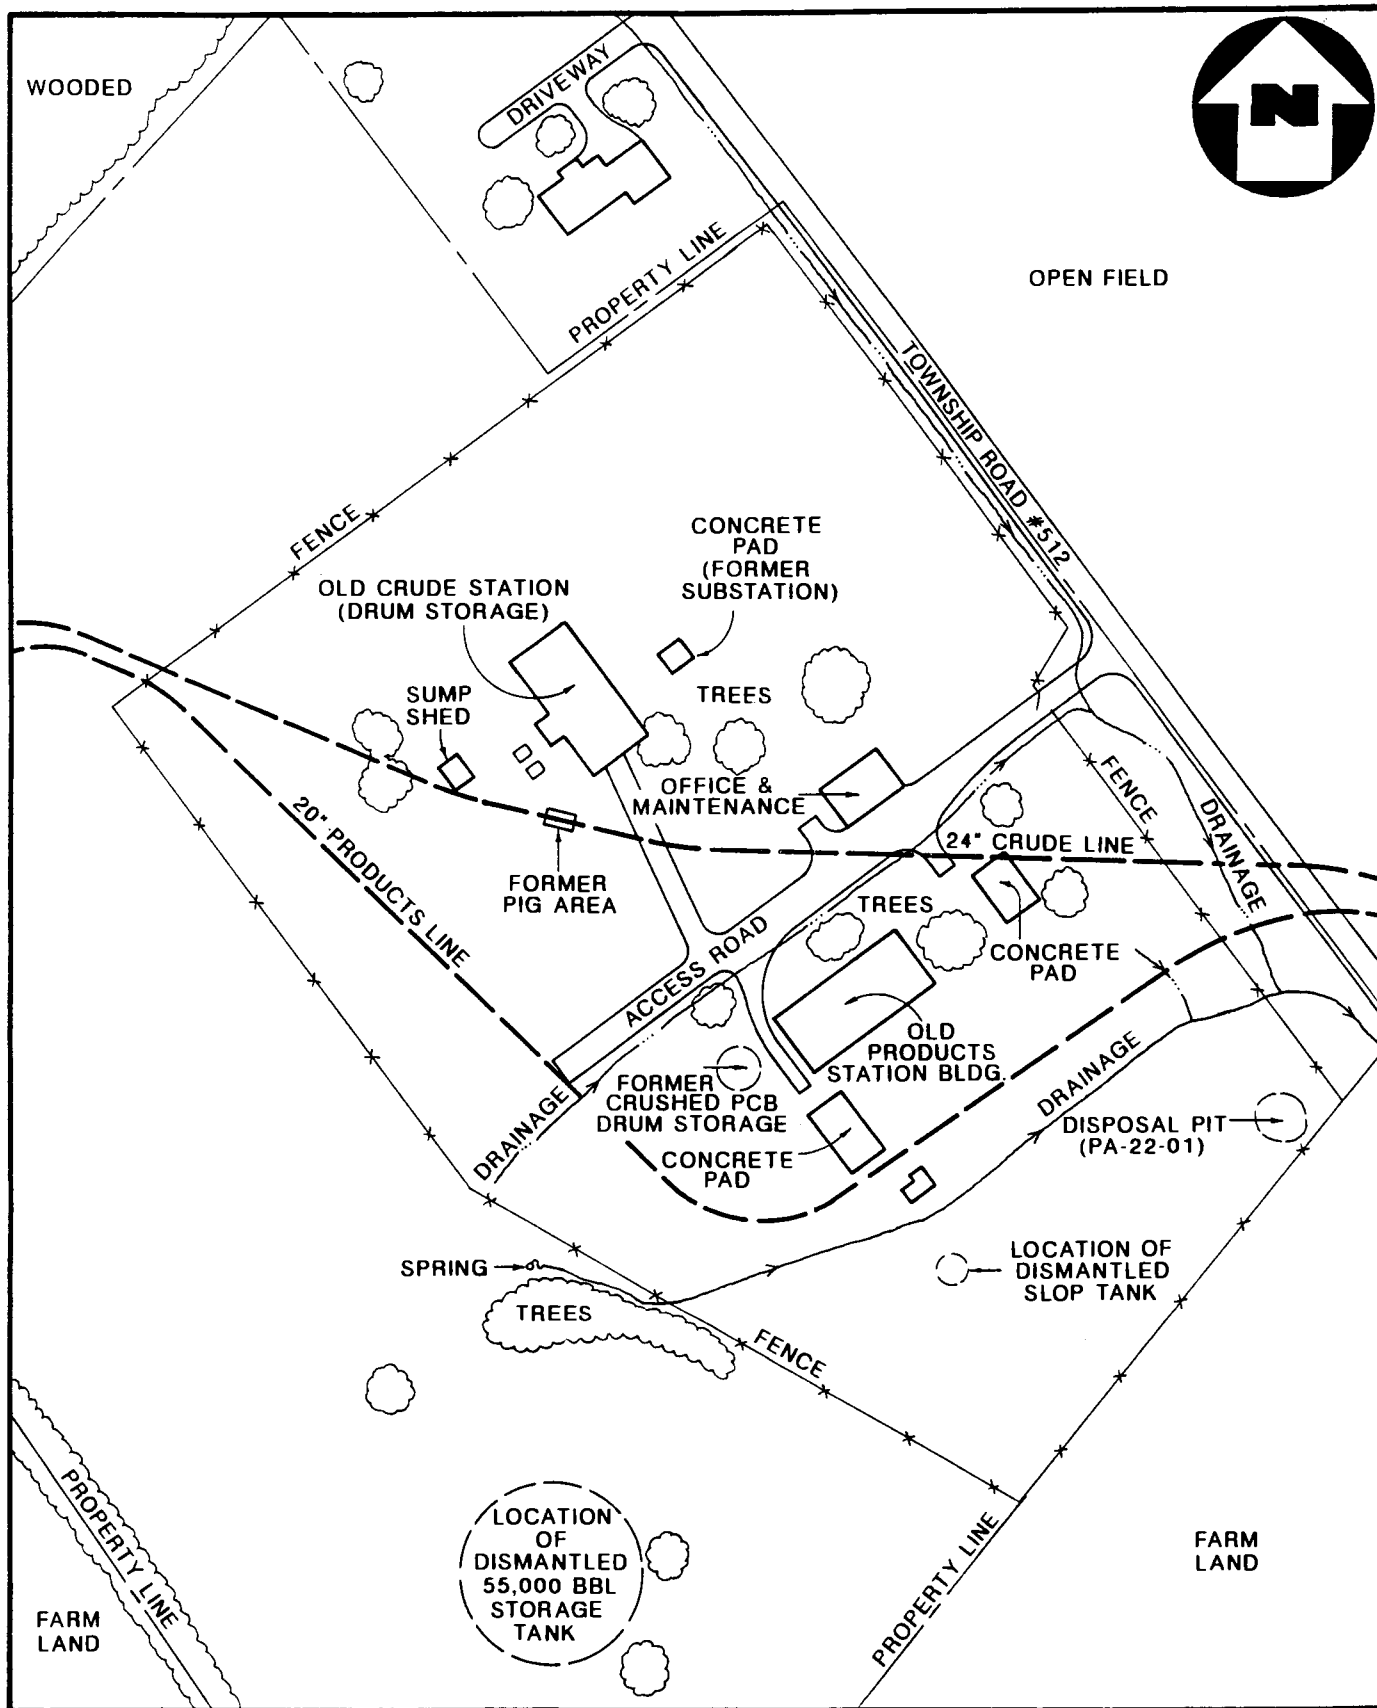 WOODED
DRIVEWAY
N
PROPERTY LINE
OPEN FIELD
TOWNSHIP ROAD #512
FENCE
CONCRETE
PAD
(FORMER
SUBSTATION)
OLD CRUDE STATION
(DRUM STORAGE)
SUMP
SHED
TREES
OFFICE &
MAINTENANCE
FENCE
DRAINAGE
20" PRODUCTS LINE
24" CRUDE LINE
FORMER
PIG AREA
TREES
ACCESS ROAD
CONCRETE
PAD
OLD
PRODUCTS
STATION BLDG.
DRAINAGE
FORMER
CRUSHED PCB
DRUM STORAGE
DRAINAGE
DISPOSAL PIT
(PA-22-01)
CONCRETE
PAD
SPRING
LOCATION OF
DISMANTLED
SLOP TANK
TREES
FENCE
PROPERTY LINE
LOCATION
OF
DISMANTLED
55,000 BBL
STORAGE
TANK
PROPERTY LINE
FARM
LAND
FARM
LAND